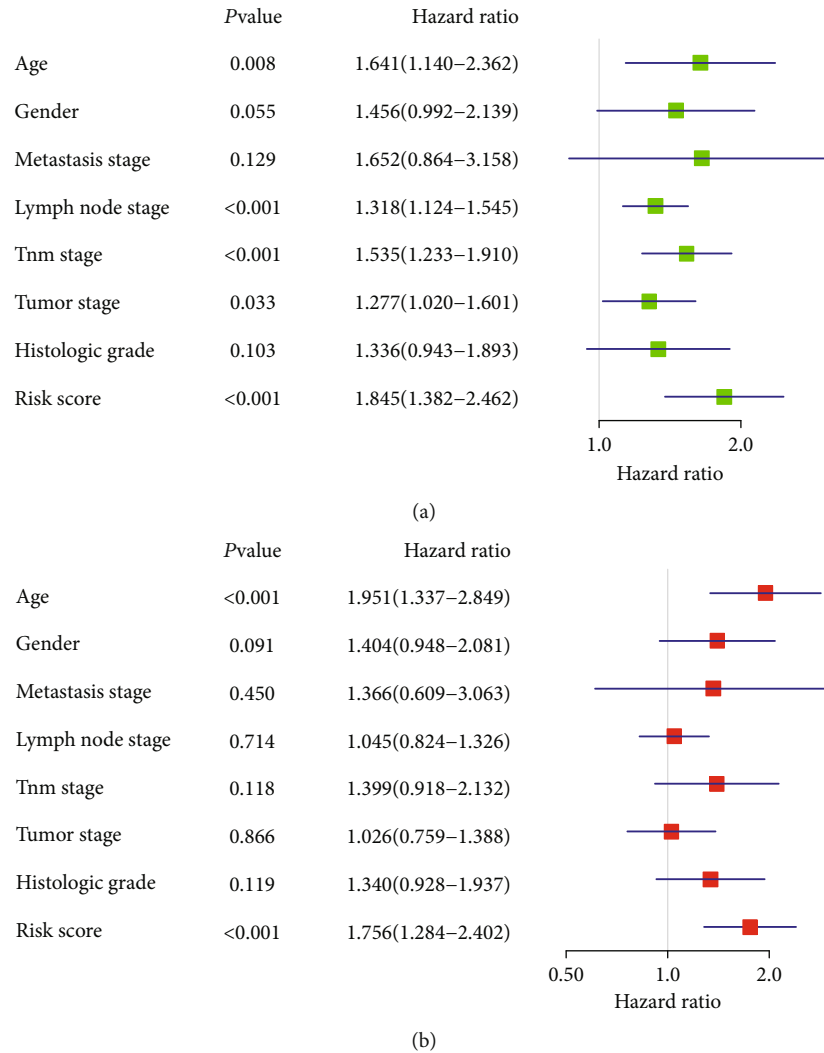 Pvalue Hazard ratio
Age 0.008 1.641(1.140−2.362)
Gender 0.055 1.456(0.992−2.139)
Metastasis stage 0.129 1.652(0.864−3.158)
Lymph node stage <0.001 1.318(1.124−1.545)
Tnm stage <0.001 1.535(1.233−1.910)
Tumor stage 0.033 1.277(1.020−1.601)
Histologic grade 0.103 1.336(0.943−1.893)
Risk score <0.001 1.845(1.382−2.462)
1.0 2.0
Hazard ratio
(a)
Pvalue Hazard ratio
Age <0.001 1.951(1.337−2.849)
Gender 0.091 1.404(0.948−2.081)
Metastasis stage 0.450 1.366(0.609−3.063)
Lymph node stage 0.714 1.045(0.824−1.326)
Tnm stage 0.118 1.399(0.918−2.132)
Tumor stage 0.866 1.026(0.759−1.388)
Histologic grade 0.119 1.340(0.928−1.937)
Risk score <0.001 1.756(1.284−2.402)
0.50 1.0 2.0
Hazard ratio
(b)